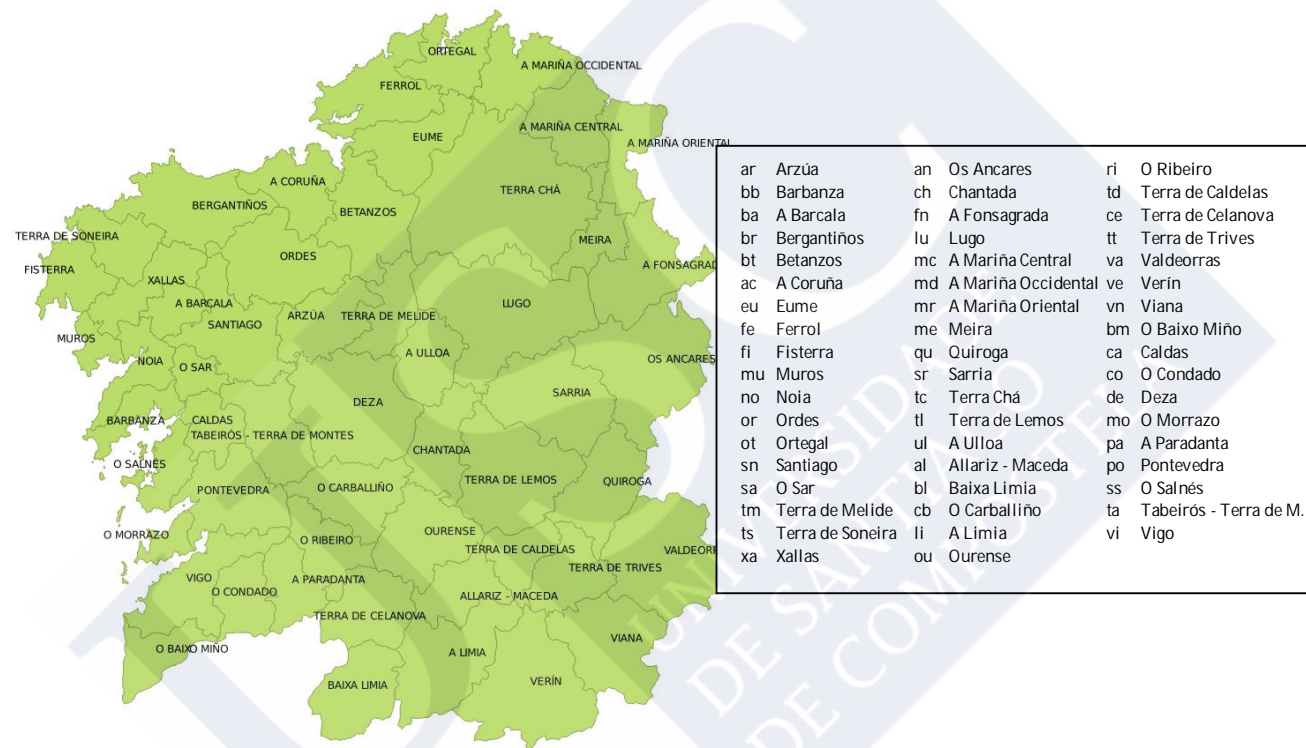 ORTEGAL
A MARIÑA OCCIDENTAL
FERROL
A MARIÑA CENTRAL
EUME
A MARIÑA ORIENTAL
A CORUÑA
TERRA CHÁ
BERGANTIÑOS
BETANZOS
TERRA DE SONEIRA
MEIRA
ORDES
FISTERRA
A FONSAGRAD
XALLAS
A BARCALA
LUGO
SANTIAGO
ARZÚA
TERRA DE MELIDE
MUROS
A ULLOA
NOIA
OS ANCARES
O SAR
SARRIA
DEZA
BARBANZA
CALDAS
TABEIRÓS - TERRA DE MONTES
CHANTADA
O SALNÉS
TERRA DE LEMOS
QUIROGA
PONTEVEDRA
O CARBALLIÑO
O MORRAZO
OURENSE
O RIBEIRO
TERRA DE CALDELAS
VALDEORR
TERRA DE TRIVES
VIGO
A PARADANTA
O CONDADO
ALLARIZ - MACEDA
TERRA DE CELANOVA
VIANA
O BAIXO MIÑO
A LIMIA
VERÍN
BAIXA LIMIA
ar Arzúa an Os Ancares ri O Ribeiro
bb Barbanza ch Chantada td Terra de Caldelas
ba A Barcala fn A Fonsagrada ce Terra de Celanova
br Bergantiños lu Lugo tt Terra de Trives
bt Betanzos mc A Mariña Central va Valdeorras
ac A Coruña md A Mariña Occidental ve Verín
eu Eume mr A Mariña Oriental vn Viana
fe Ferrol me Meira bm O Baixo Miño
fi Fisterra qu Quiroga ca Caldas
mu Muros sr Sarria co O Condado
no Noia tc Terra Chá de Deza
or Ordes tl Terra de Lemos mo O Morrazo
ot Ortegal ul A Ulloa pa A Paradanta
sn Santiago al Allariz - Maceda po Pontevedra
sa O Sar bl Baixa Limia ss O Salnés
tm Terra de Melide cb O Carballiño ta Tabeirós - Terra de M.
ts Terra de Soneira li A Limia vi Vigo
xa Xallas ou Ourense
USC
UNIVERSIDADE
DE SANTIAGO
DE COMPOSTELA